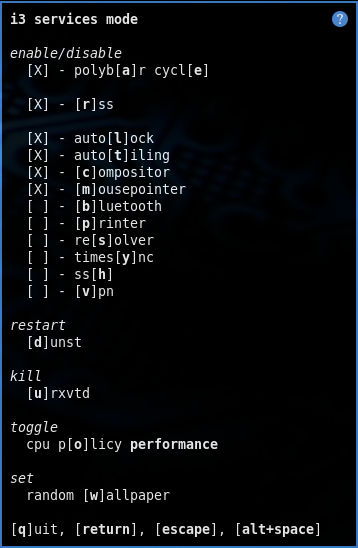 i3 services mode ?
enable/disable
[X] - polyb[a]r cycl[e]
[X] - [r]ss
[X] - auto[l]ock
[X] - auto[t]iling
[X] - [c]ompositor
[X] - [m]ousepointer
[ ] - [b]luetooth
[ ] - [p]rinter
[ ] - re[s]olver
[ ] - times[y]nc
[ ] - ss[h]
[ ] - [v]pn
restart
[d]unst
kill
[u]rxvtd
toggle
cpu p[o]licy performance
set
random [w]allpaper
[q]uit, [return], [escape], [alt+space]